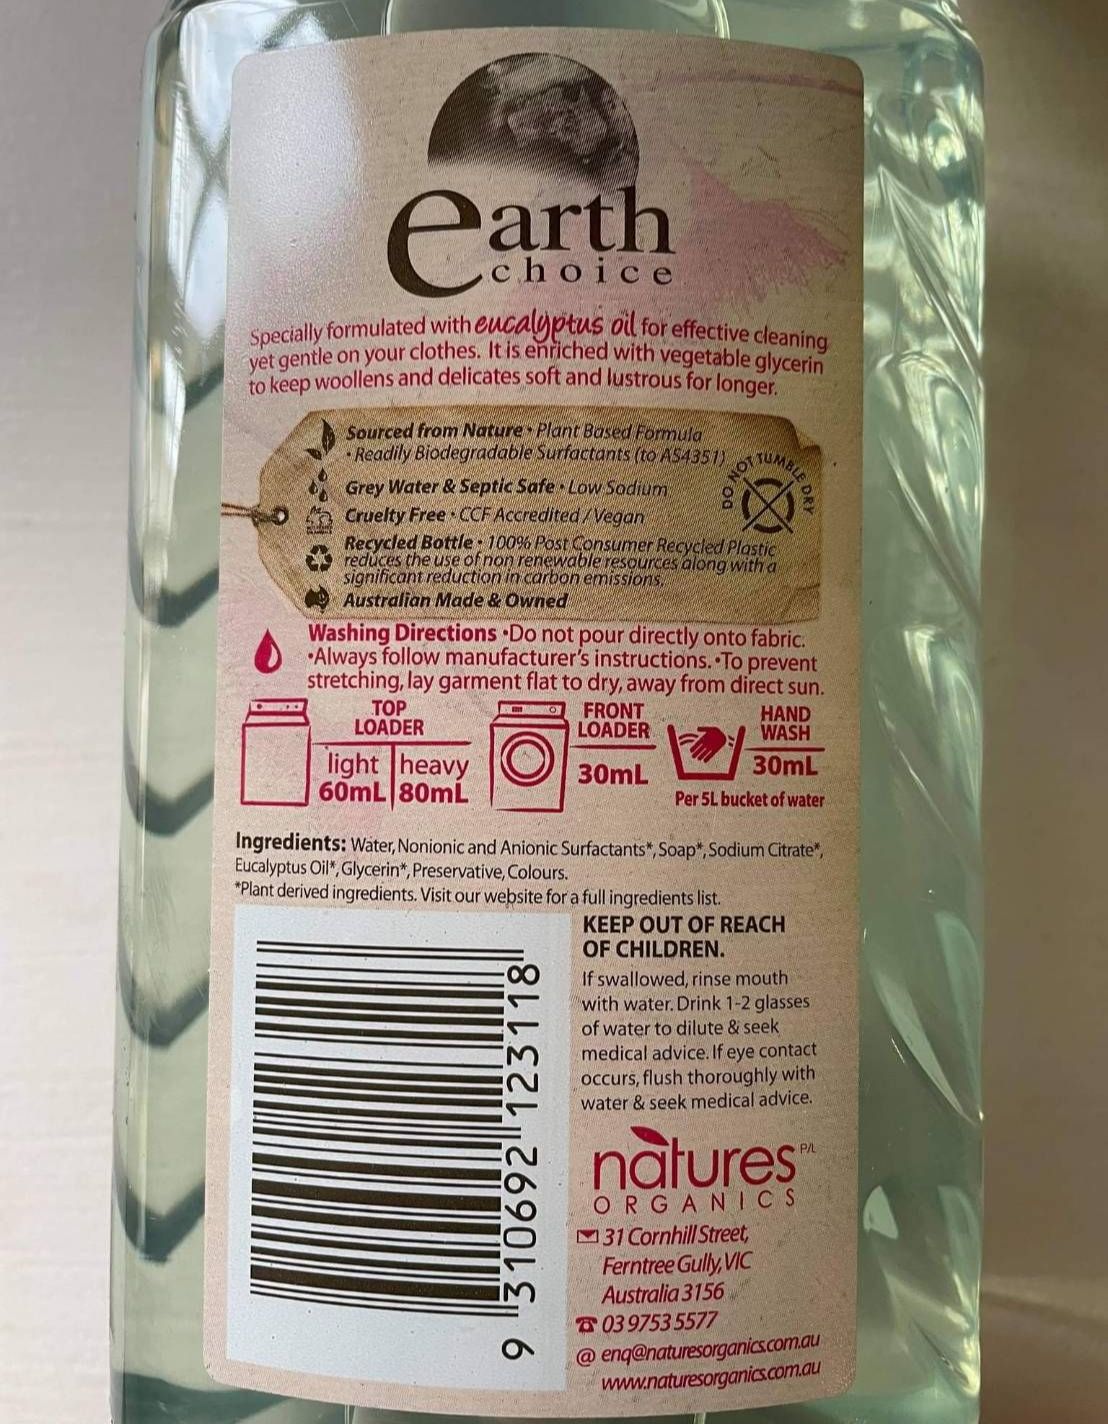 earth
choice
Specially formulated with eucalyptus oil for effective cleaning
yet gentle on your clothes. It is enriched with vegetable glycerin
to keep woollens and delicates soft and lustrous for longer.
Sourced from Nature • Plant Based Formula
• Readily Biodegradable Surfactants (to AS4351)
Grey Water & Septic Safe • Low Sodium
Cruelty Free • CCF Accredited / Vegan
Recycled Bottle • 100% Post Consumer Recycled Plastic
reduces the use of non renewable resources along with a
significant reduction in carbon emissions.
Australian Made & Owned
DO NOT TUMBLE DRY
Washing Directions •Do not pour directly onto fabric.
•Always follow manufacturer's instructions. •To prevent
stretching, lay garment flat to dry, away from direct sun.
TOP
LOADER
light heavy
60mL 80mL
FRONT
LOADER
30mL
HAND
WASH
30mL
Per 5L bucket of water
Ingredients: Water, Nonionic and Anionic Surfactants*, Soap*, Sodium Citrate*,
Eucalyptus Oil*, Glycerin*, Preservative, Colours.
*Plant derived ingredients. Visit our website for a full ingredients list.
9 310692 123118
KEEP OUT OF REACH
OF CHILDREN.
If swallowed, rinse mouth
with water. Drink 1-2 glasses
of water to dilute & seek
medical advice. If eye contact
occurs, flush thoroughly with
water & seek medical advice.
natures P/L
ORGANICS
31 Cornhill Street,
Ferntree Gully, VIC
Australia 3156
03 9753 5577
@ enq@naturesorganics.com.au
www.naturesorganics.com.au